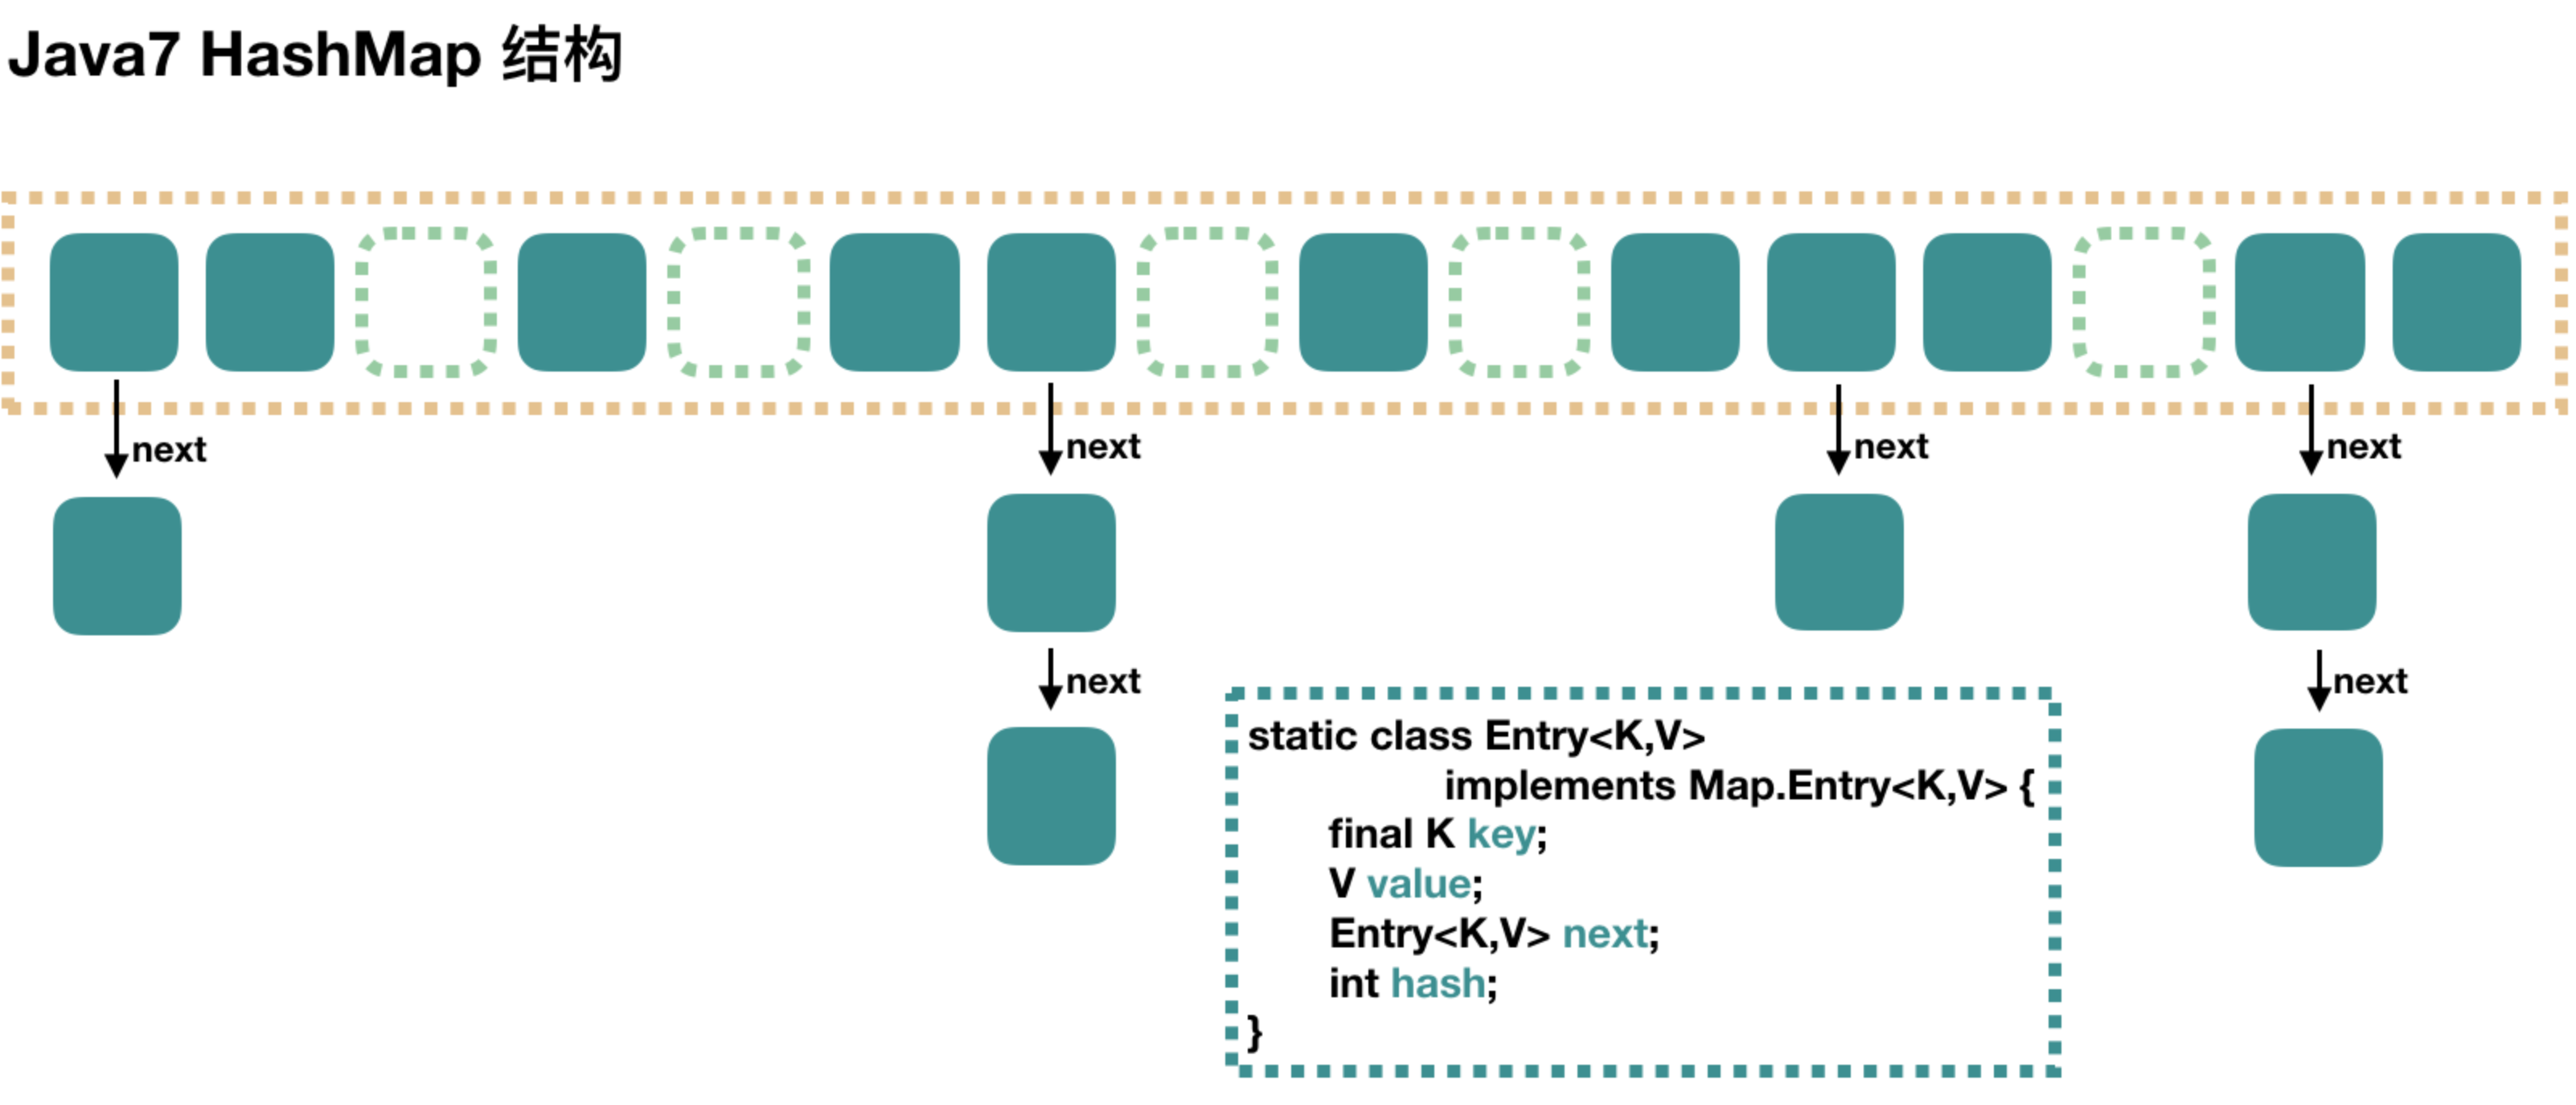 Java7 HashMap 结构
next
next
next
next
next
next
static class Entry<K,V>
implements Map.Entry<K,V> {
final K key;
V value;
Entry<K,V> next;
int hash;
}